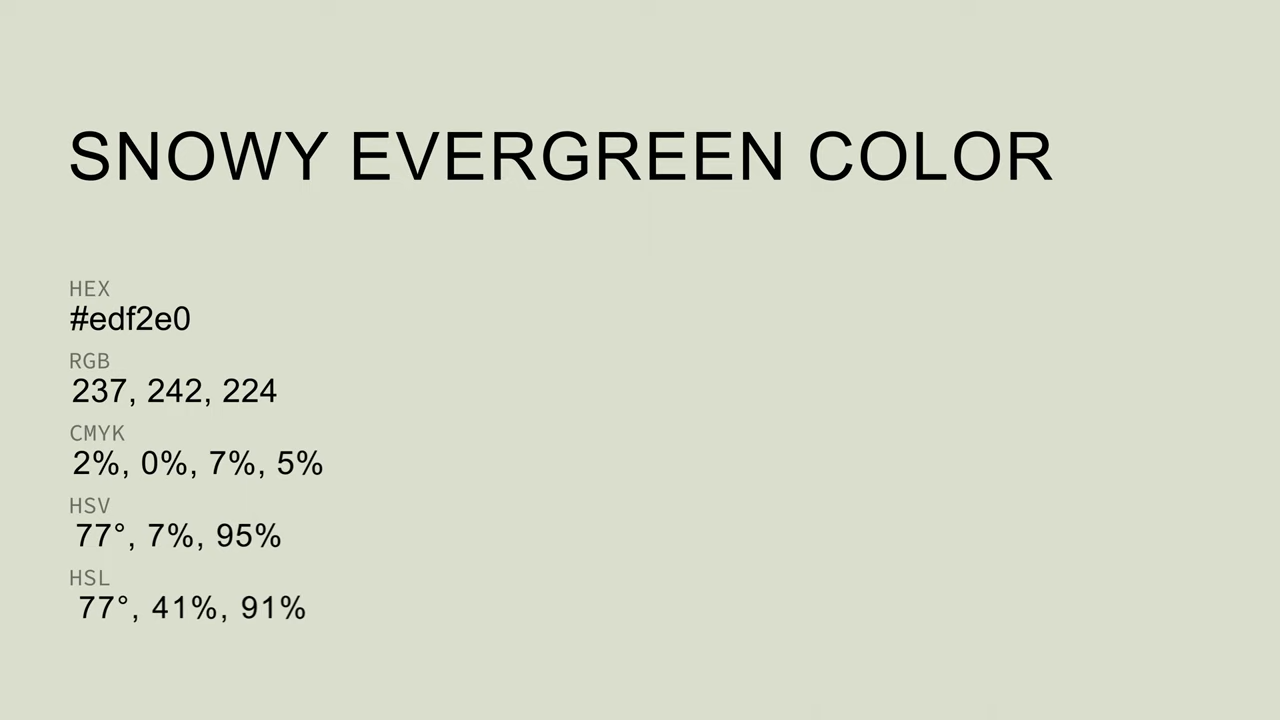 SNOWY EVERGREEN COLOR
HEX
#edf2e0
RGB
237, 242, 224
CMYK
2%, 0%, 7%, 5%
HSV
77°, 7%, 95%
HSL
77°, 41%, 91%